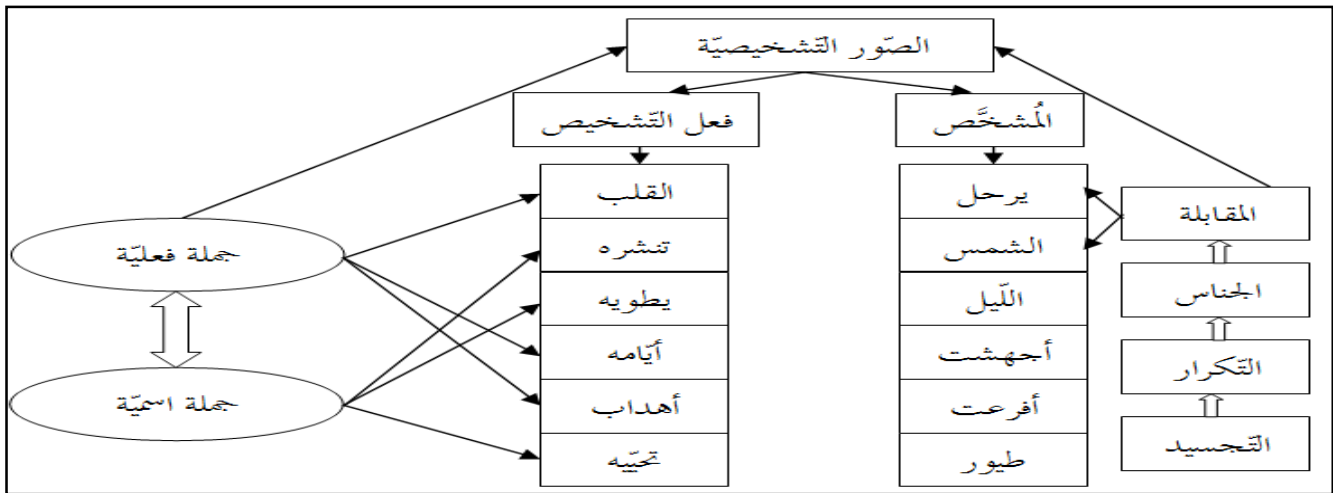 الصّور التّشخيصيّة
المُشخَّص
فعل التّشخيص
يرحل
القلب
الشمس
تنشره
اللّيل
يطويه
أجهشت
أيّامه
أفرعت
أهداب
طيور
تحيّيه
المقابلة
الجناس
التّكرار
التّجسيد
جملة فعليّة
جملة اسميّة